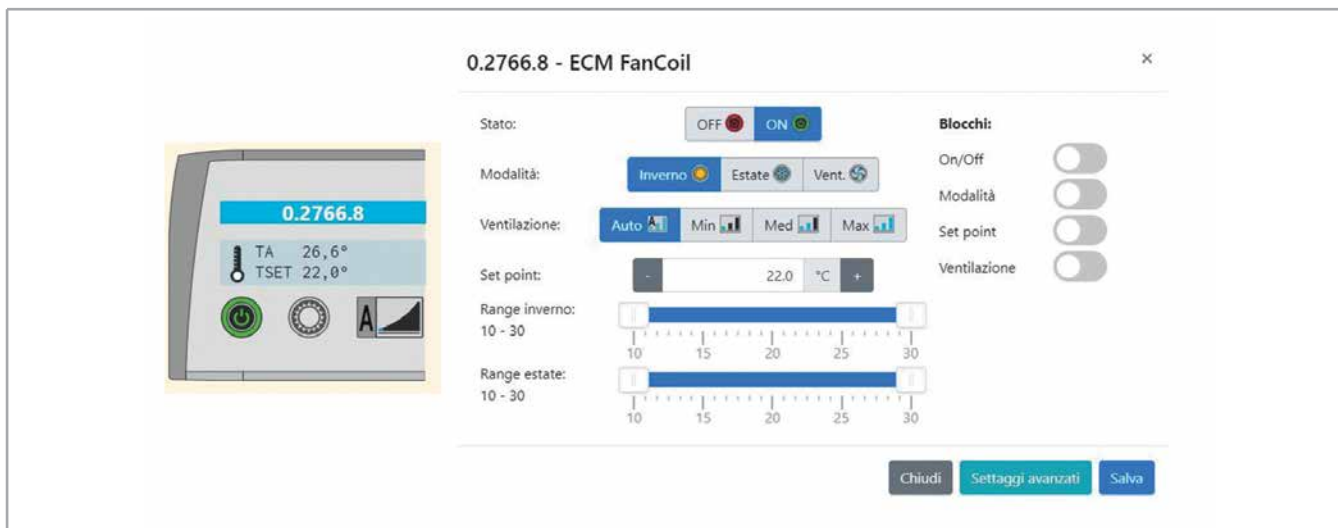 0.2766.8 - ECM FanCoil
×
0.2766.8
TA 26,6°
TSET 22,0°
A
Stato:
OFF ON
Modalità:
Inverno Estate Vent.
Ventilazione:
Auto A Min Med Max
Set point:
- 22.0 °C +
Range inverno:
10 - 30
10 15 20 25 30
Range estate:
10 - 30
10 15 20 25 30
Blocchi:
On/Off
Modalità
Set point
Ventilazione
Chiudi Settaggi avanzati Salva